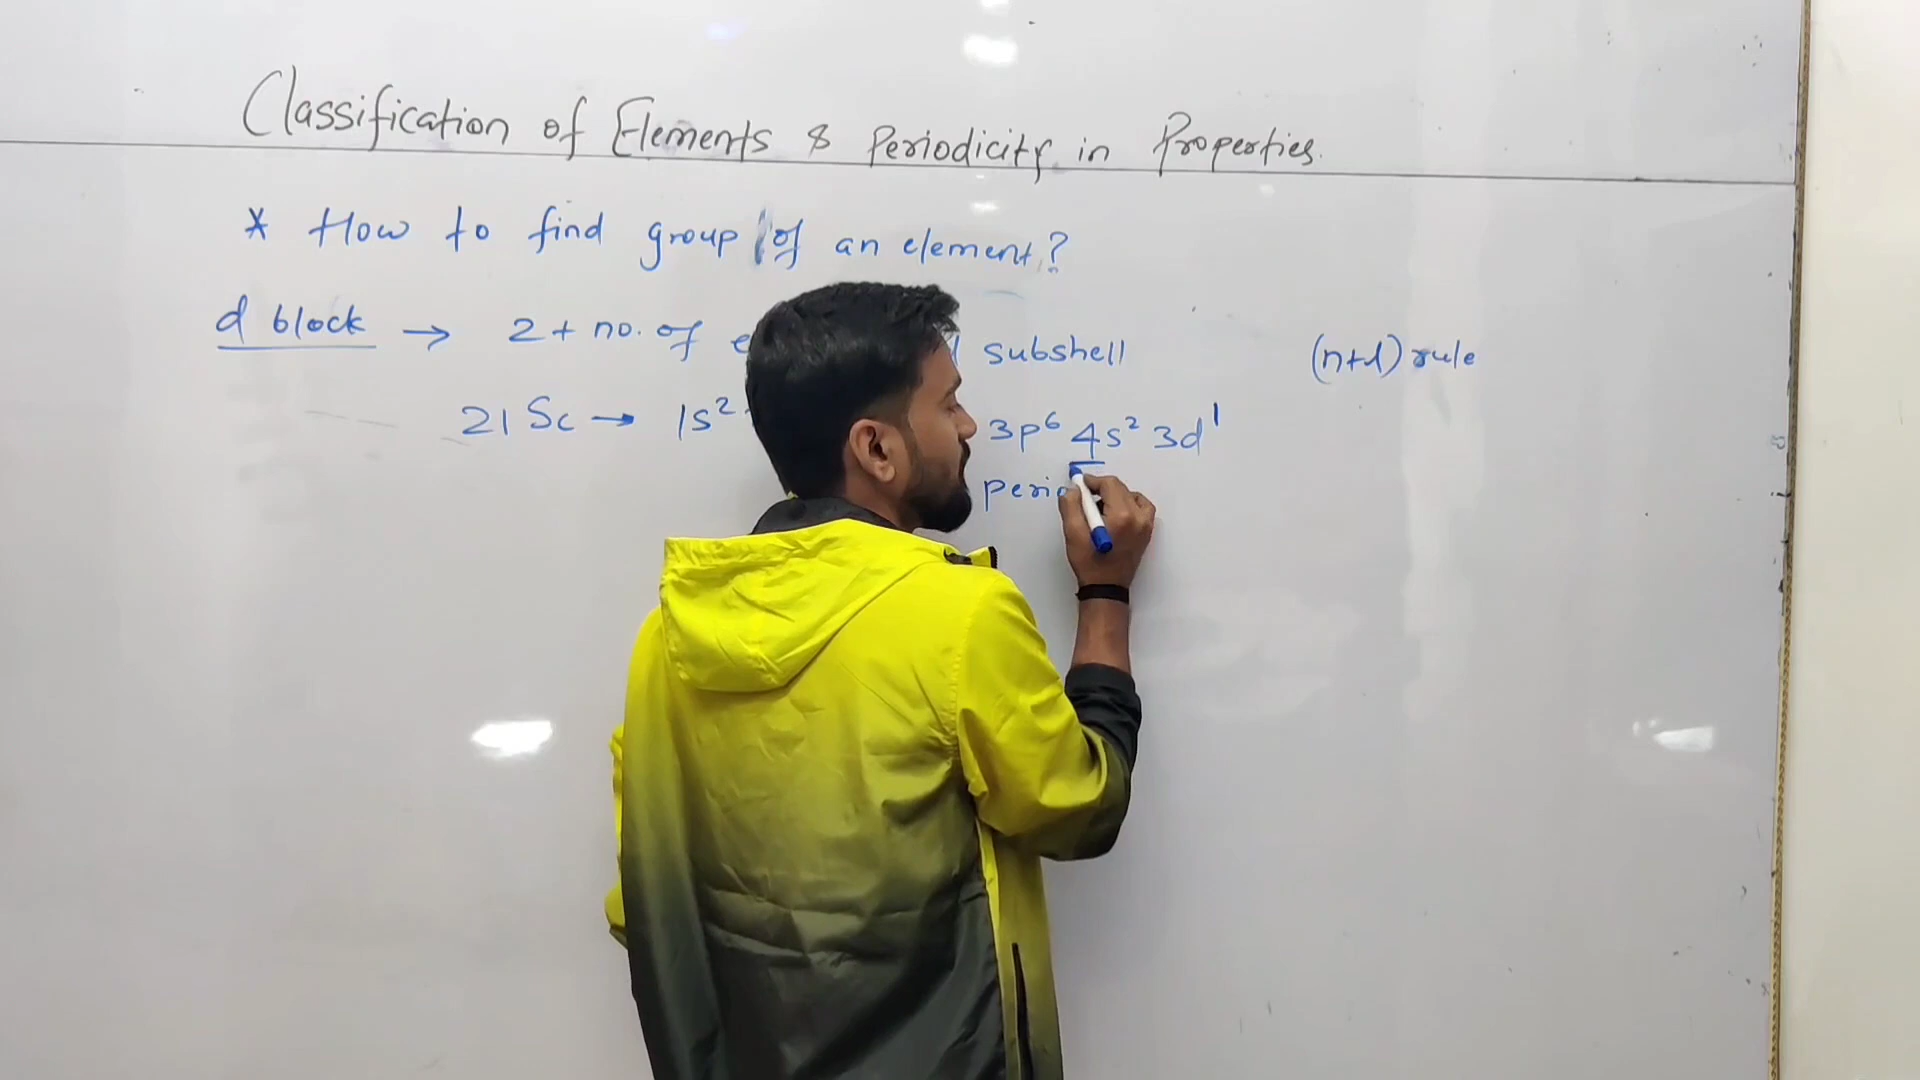 Classification of Elements & Periodicity in Properties.
* How to find group of an element?
d block → 2 + no. of subshell (n+l) rule
21 Sc → 1s² 3p⁶ 4s² 3d¹